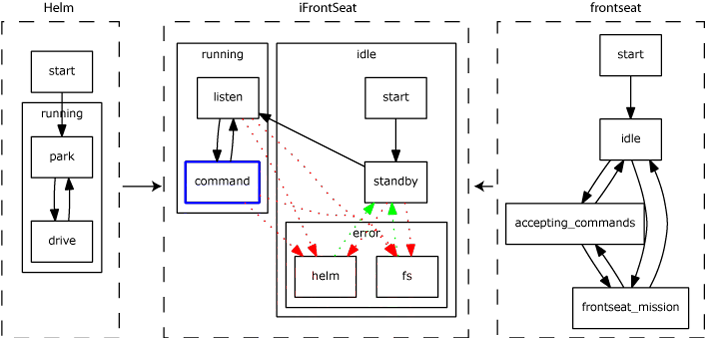 Helm
iFrontSeat
frontseat
start
running
park
drive
running
listen
command
idle
start
standby
error
helm
fs
start
idle
accepting_commands
frontseat_mission